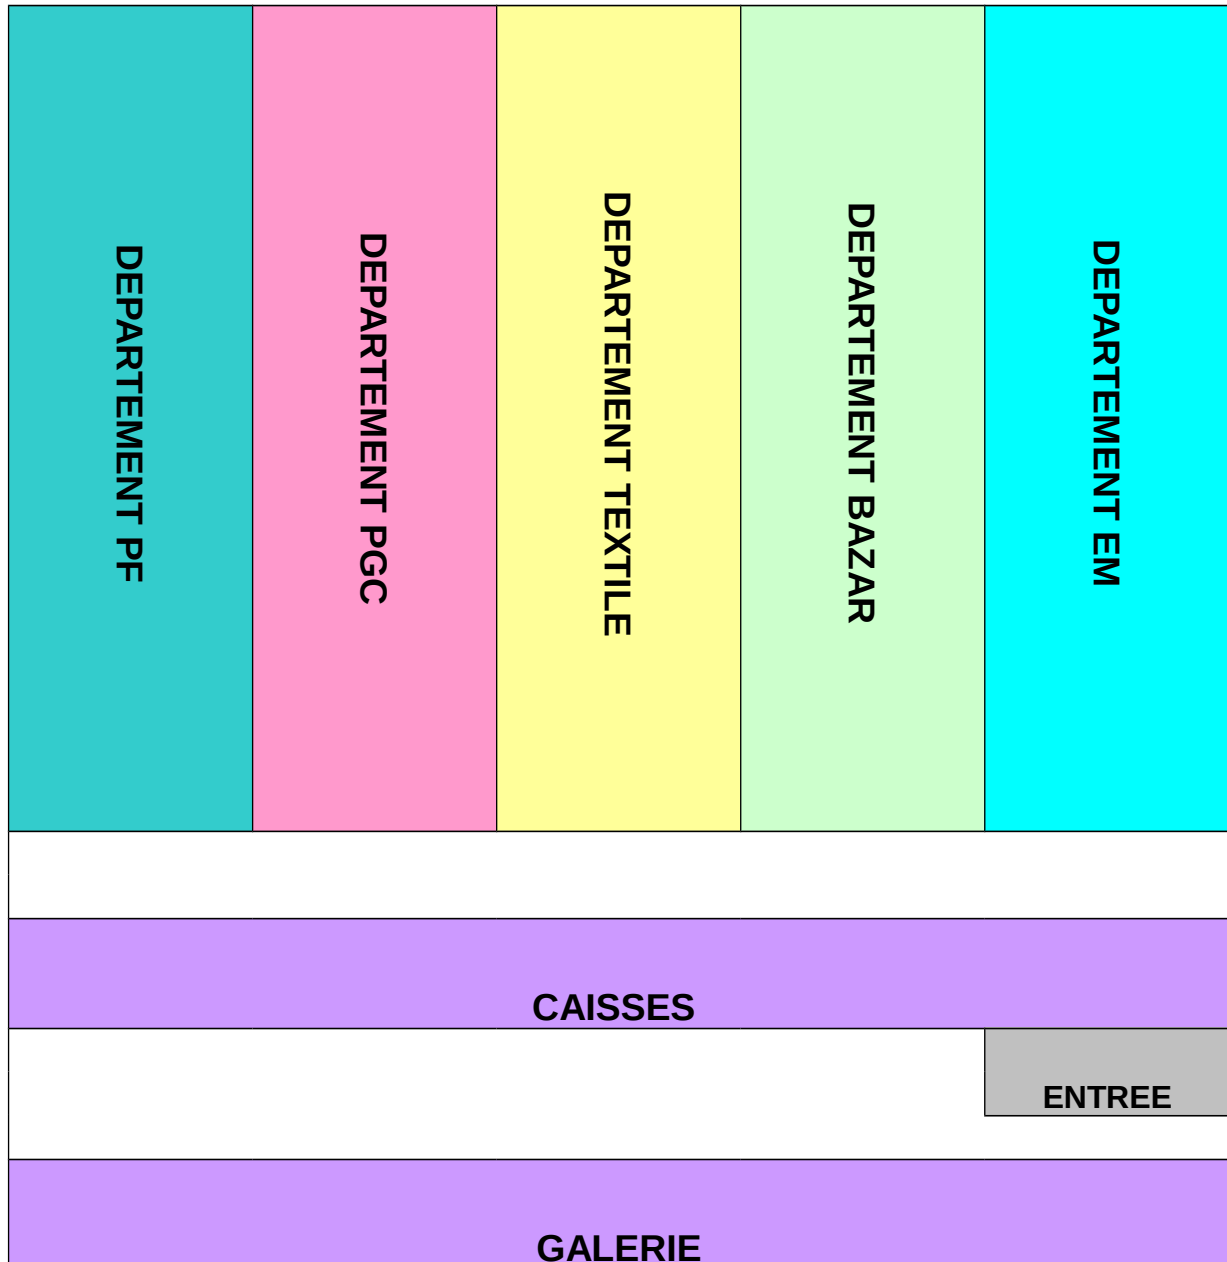 DEPARTEMENT PF
DEPARTEMENT PGC
DEPARTEMENT TEXTILE
DEPARTEMENT BAZAR
DEPARTEMENT EM
CAISSES
ENTREE
GALERIE